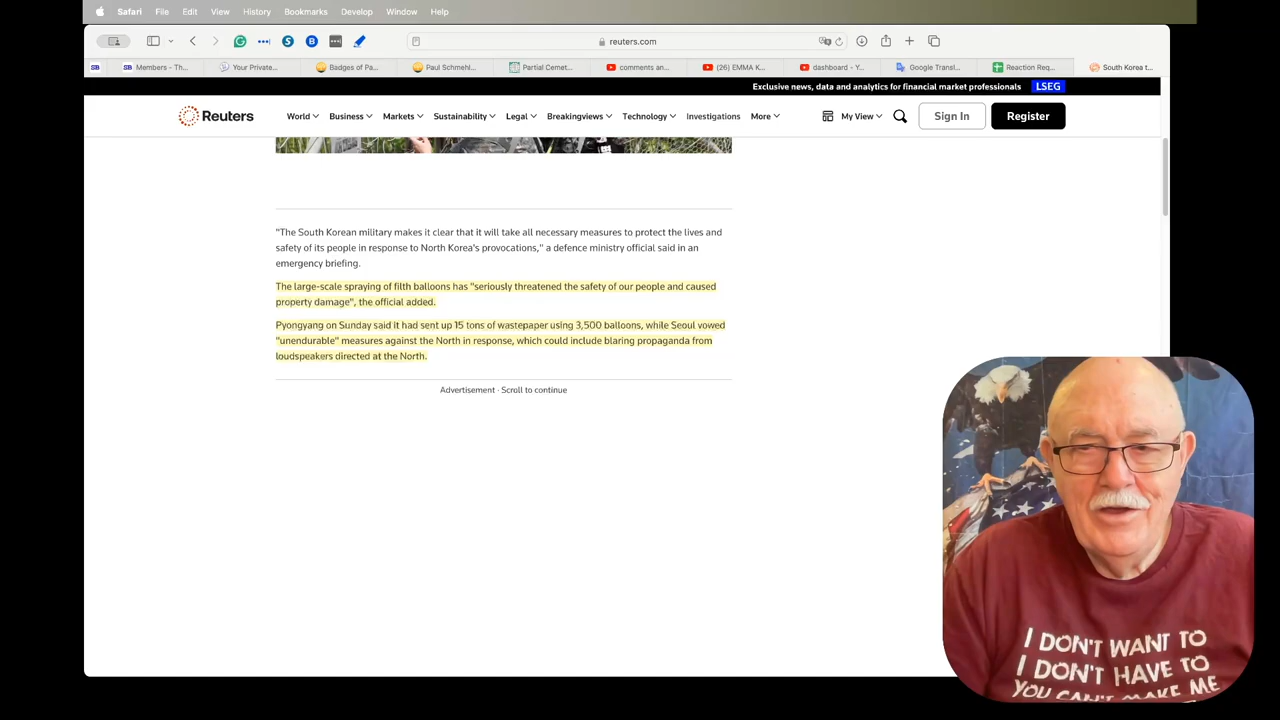 Safari File Edit View History Bookmarks Develop Window Help
reuters.com
SB SB Members - Th... Your Private... Badges of Pa... Paul Schmehl... Partial Cemet... comments an... (26) EMMA K... dashboard - Y... Google Transl... Reaction Req... South Korea t...
Exclusive news, data and analytics for financial market professionals LSEG
Reuters World Business Markets Sustainability Legal Breakingviews Technology Investigations More My View Sign In Register
"The South Korean military makes it clear that it will take all necessary measures to protect the lives and
safety of its people in response to North Korea's provocations," a defence ministry official said in an
emergency briefing.
The large-scale spraying of filth balloons has "seriously threatened the safety of our people and caused
property damage", the official added.
Pyongyang on Sunday said it had sent up 15 tons of wastepaper using 3,500 balloons, while Seoul vowed
"unendurable" measures against the North in response, which could include blaring propaganda from
loudspeakers directed at the North.
Advertisement · Scroll to continue
I DON'T WANT TO
I DON'T HAVE TO
YOU CAN'T MAKE ME